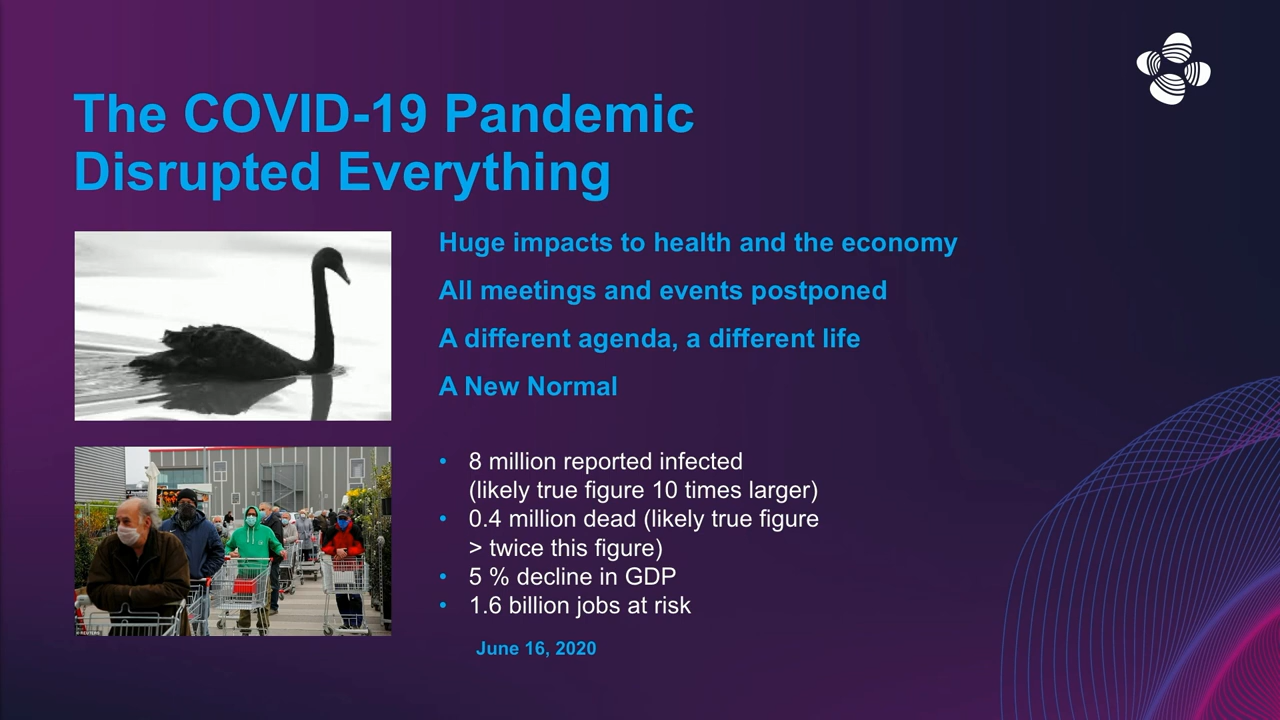 The COVID-19 Pandemic
Disrupted Everything
Huge impacts to health and the economy
All meetings and events postponed
A different agenda, a different life
A New Normal
• 8 million reported infected
(likely true figure 10 times larger)
• 0.4 million dead (likely true figure
> twice this figure)
• 5 % decline in GDP
• 1.6 billion jobs at risk
© REUTERS
June 16, 2020